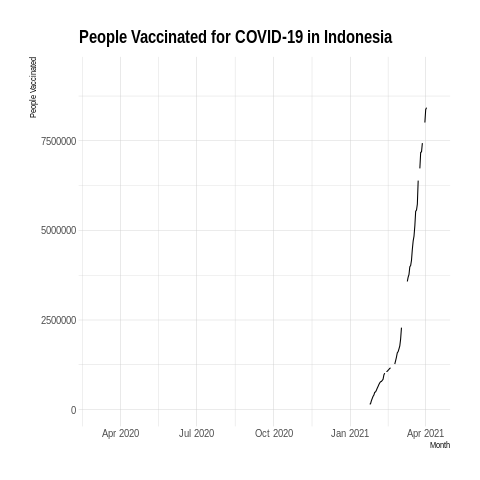 People Vaccinated for COVID-19 in Indonesia
People Vaccinated
7500000
5000000
2500000
0
Apr 2020
Jul 2020
Oct 2020
Jan 2021
Apr 2021
Month